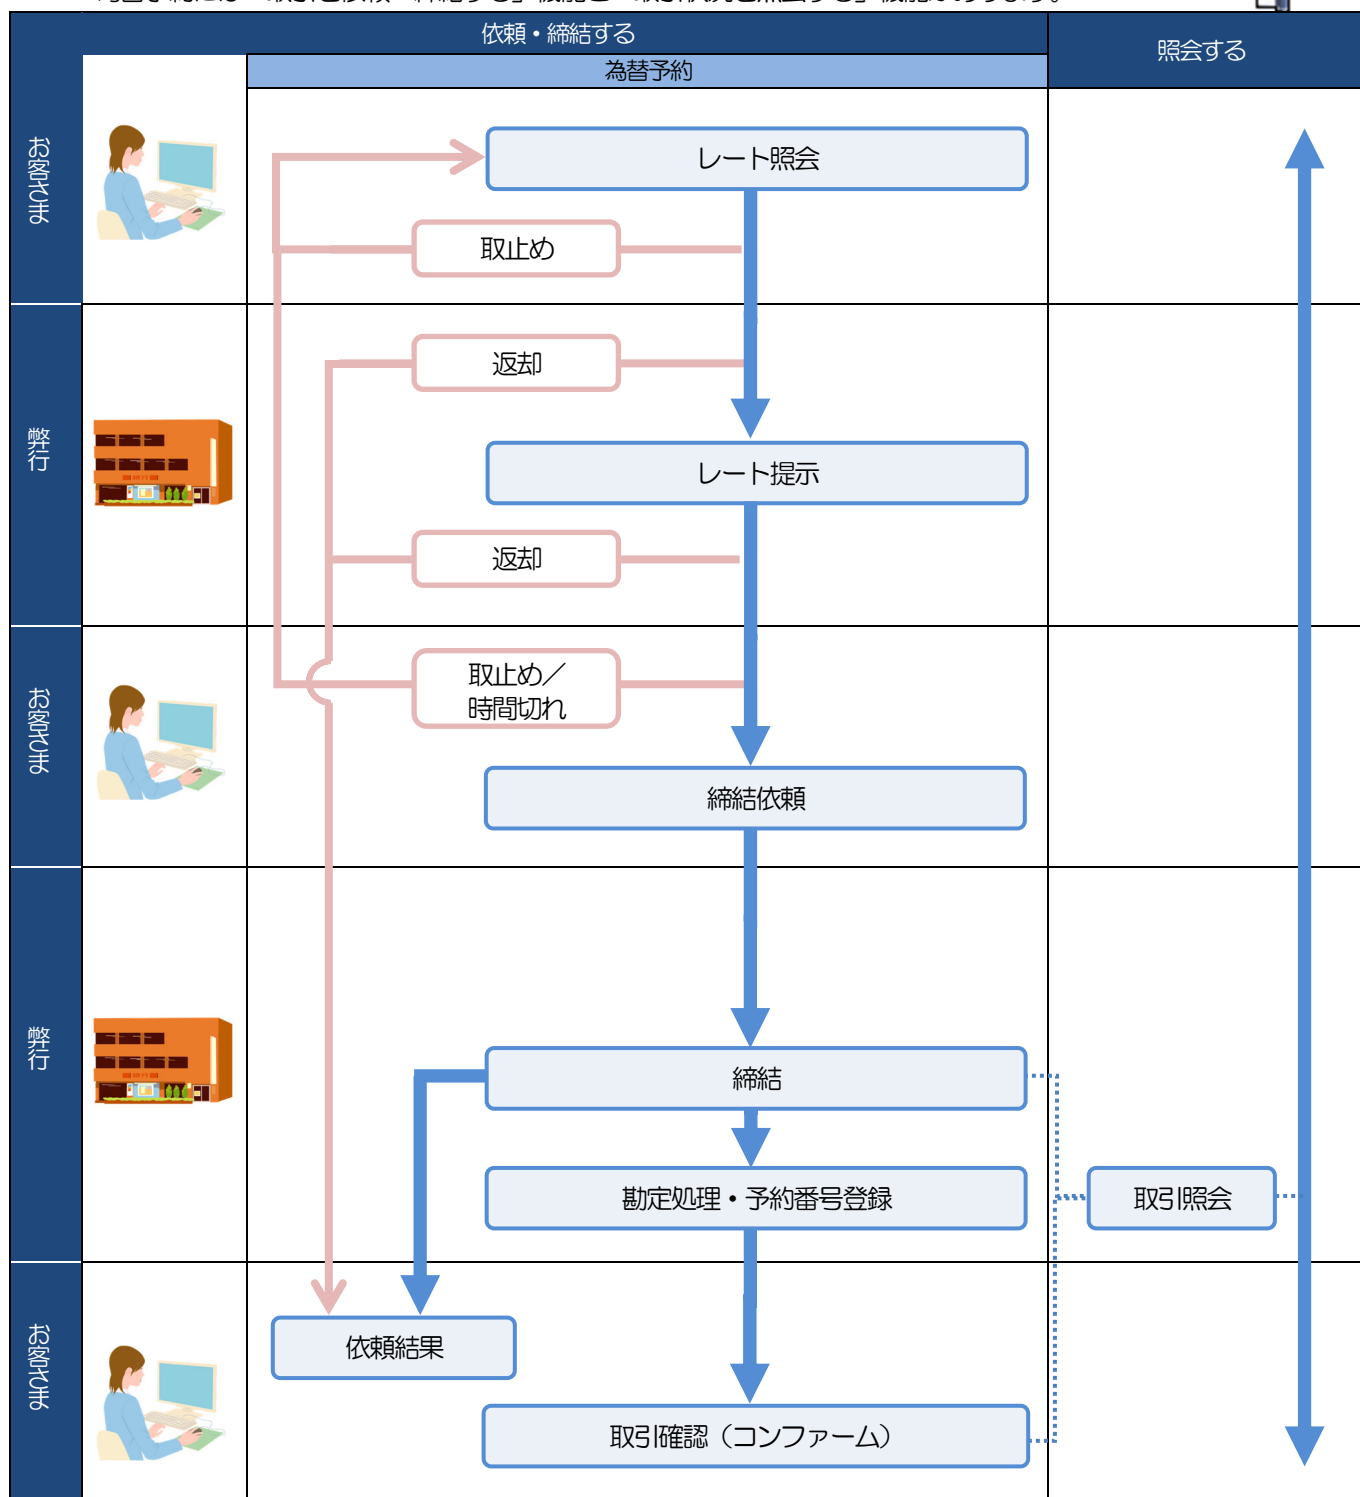 依頼・締結する
照会する
為替予約
お客さま
レート照会
取止め
弊行
返却
レート提示
返却
お客さま
取止め／
時間切れ
締結依頼
弊行
締結
勘定処理・予約番号登録
取引照会
お客さま
依頼結果
取引確認（コンファーム）